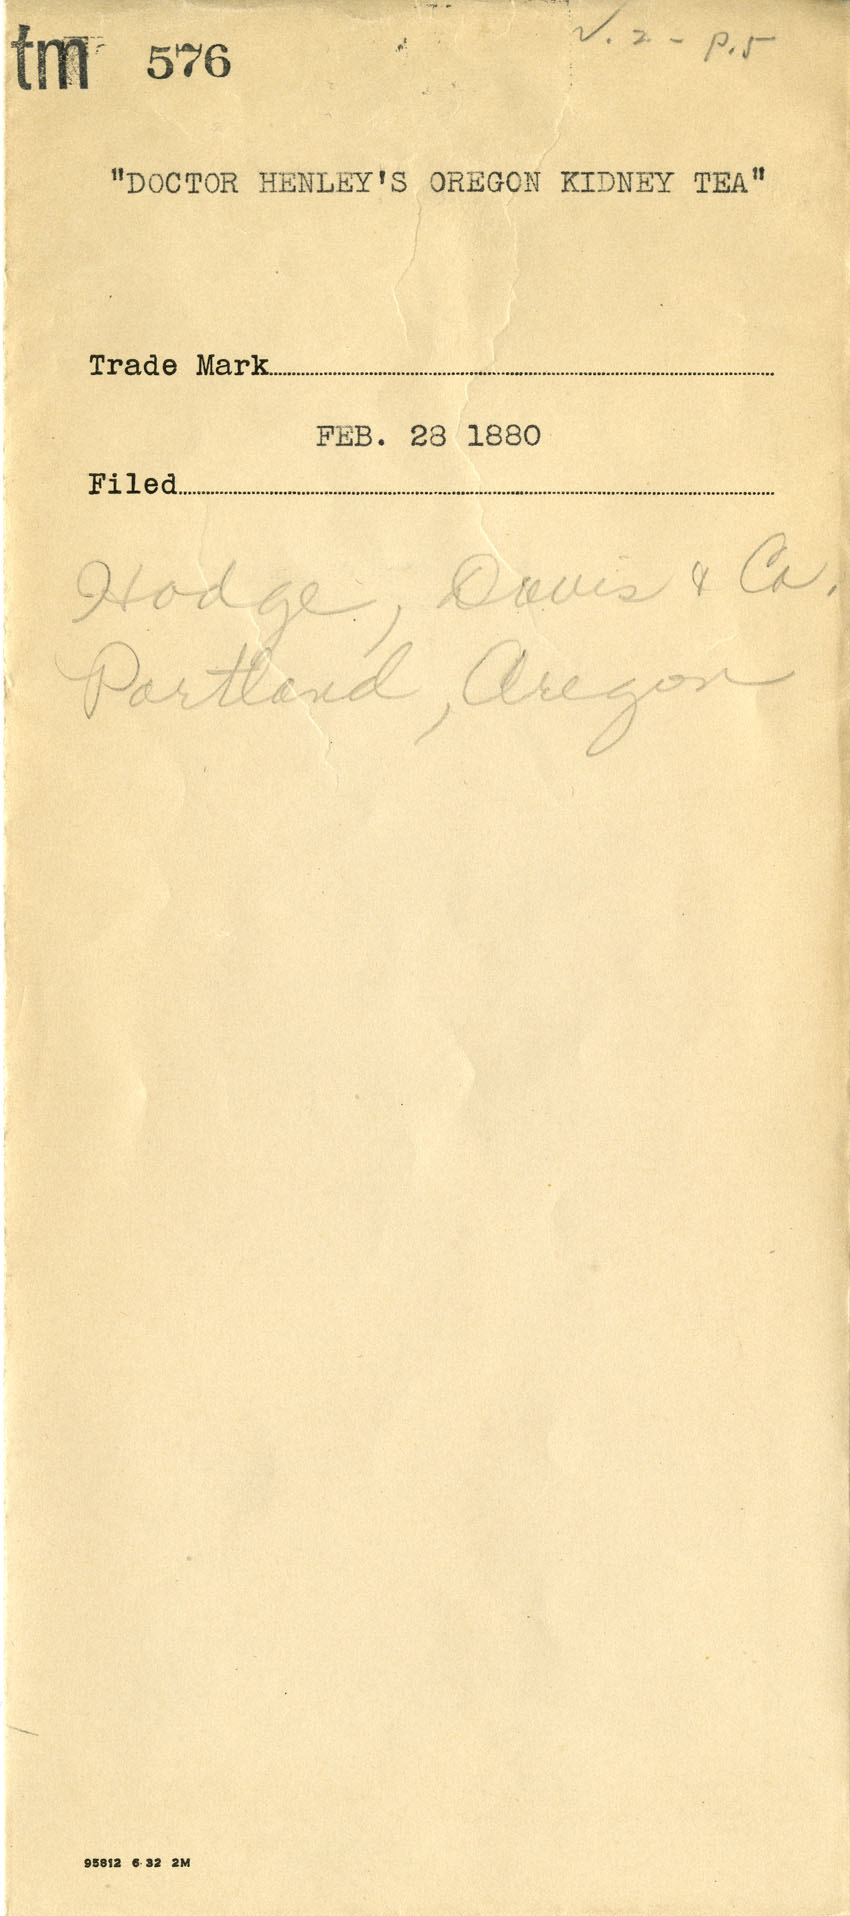 tm 576
V. 2 - p.5
"DOCTOR HENLEY'S OREGON KIDNEY TEA"
Trade Mark
FEB. 28 1880
Filed
Hodge, Davis & Co.
Portland, Oregon
95812 6-32 2M